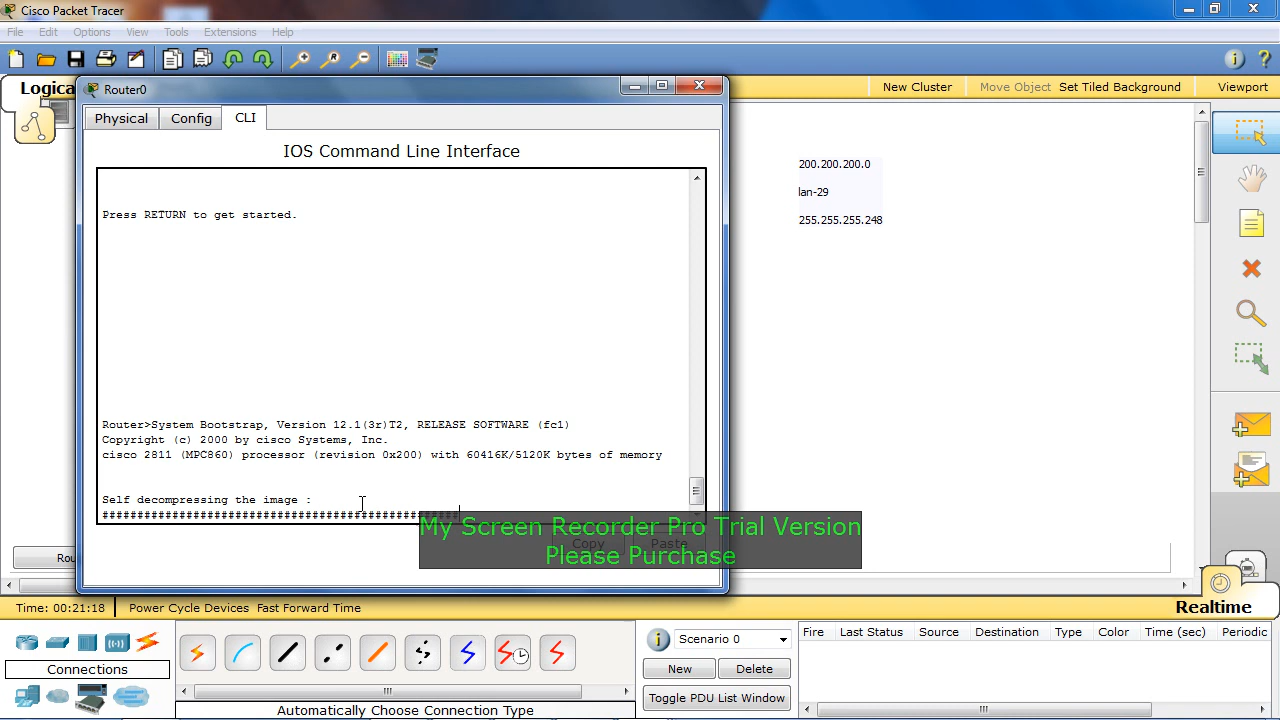 Cisco Packet Tracer
File Edit Options View Tools Extensions Help
Logica
New Cluster Move Object Set Tiled Background Viewport
Router0
Physical Config CLI
IOS Command Line Interface
Press RETURN to get started.
Router>System Bootstrap, Version 12.1(3r)T2, RELEASE SOFTWARE (fc1)
Copyright (c) 2000 by cisco Systems, Inc.
cisco 2811 (MPC860) processor (revision 0x200) with 60416K/5120K bytes of memory
Self decompressing the image :
200.200.200.0
lan-29
255.255.255.248
My Screen Recorder Pro Trial Version
Please Purchase
Copy Paste
Rou
Time: 00:21:18 Power Cycle Devices Fast Forward Time
Realtime
Connections
Automatically Choose Connection Type
Scenario 0
New Delete
Toggle PDU List Window
Fire Last Status Source Destination Type Color Time (sec) Periodic